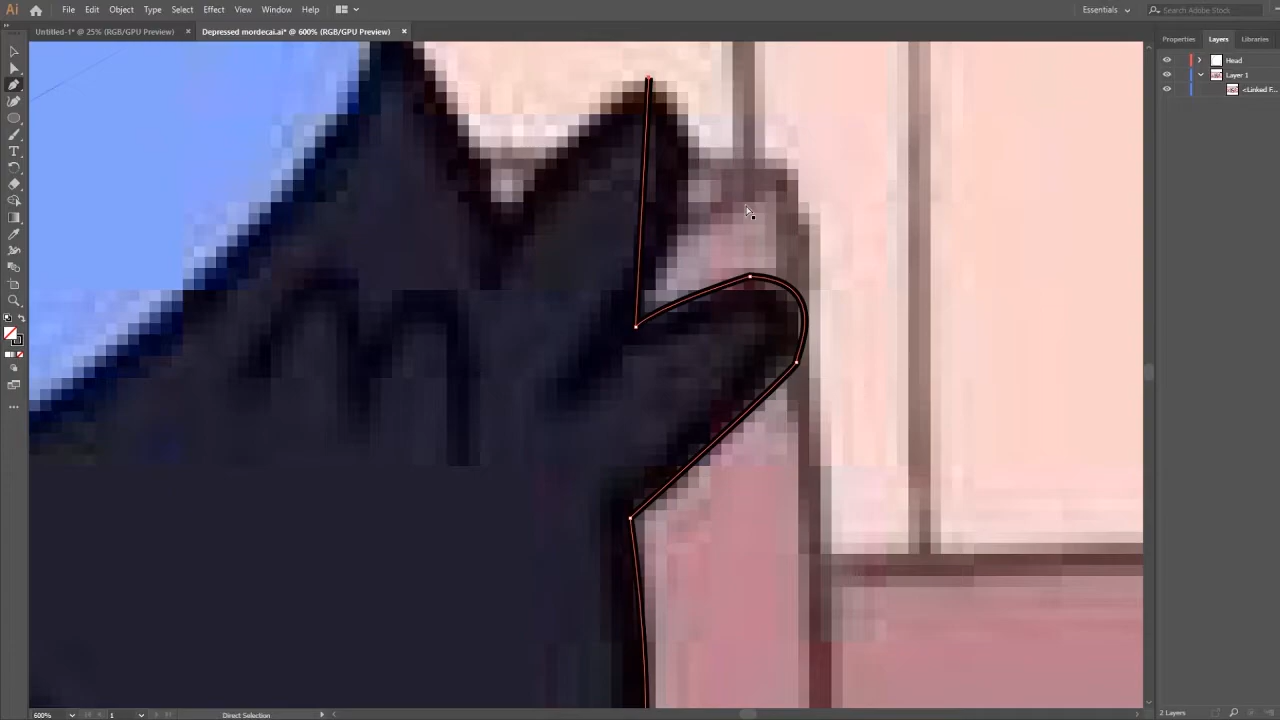 Ai File Edit Object Type Select Effect View Window Help Essentials Search Adobe Stock
Untitled-1* @ 25% (RGB/GPU Preview) × Depressed mordecai.ai* @ 600% (RGB/GPU Preview) ×
Properties Layers Libraries
Head
Layer 1
<Linked F...
600% 1 Direct Selection
2 Layers